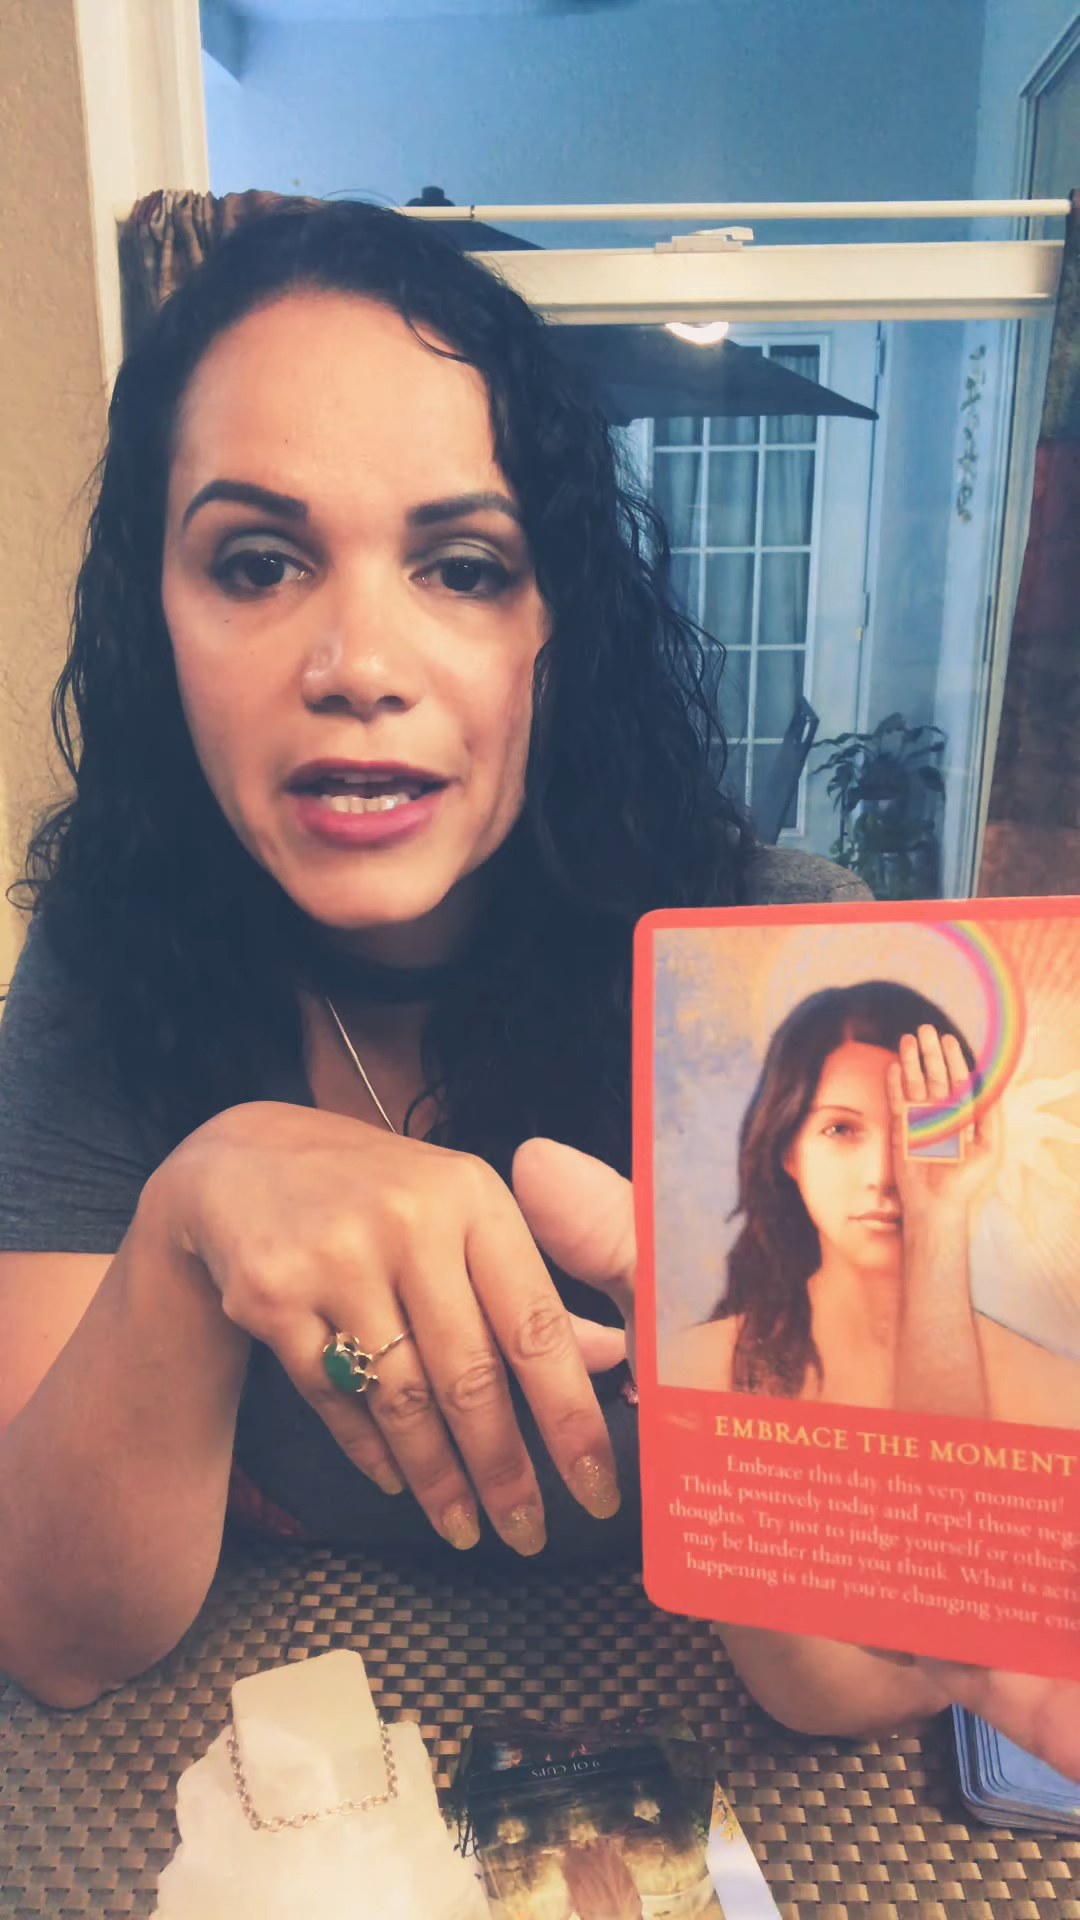 EMBRACE THE MOMENT
Embrace this day, this very moment!
Think positively today and repel those neg
thoughts. Try not to judge yourself or others.
may be harder than you think. What is actu
happening is that you're changing your ene
9 OF CUPS